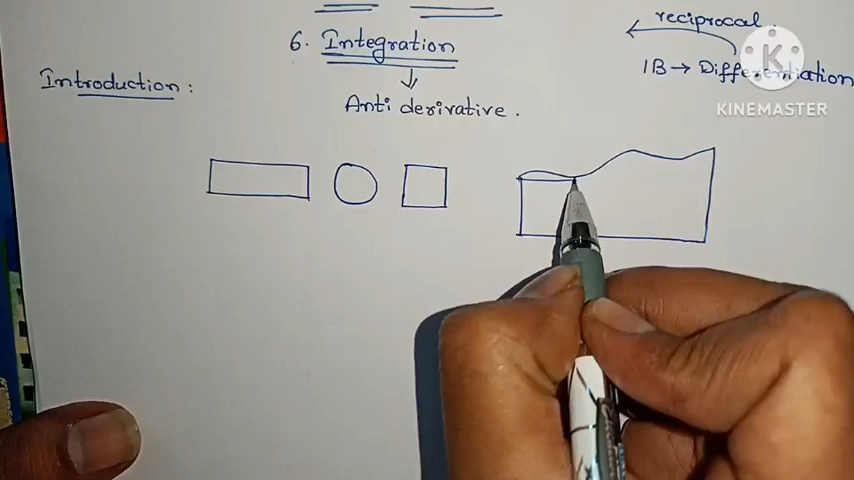 6. Integration
reciprocal
1B → Differentiation
Introduction :
Anti derivative.
KINEMASTER